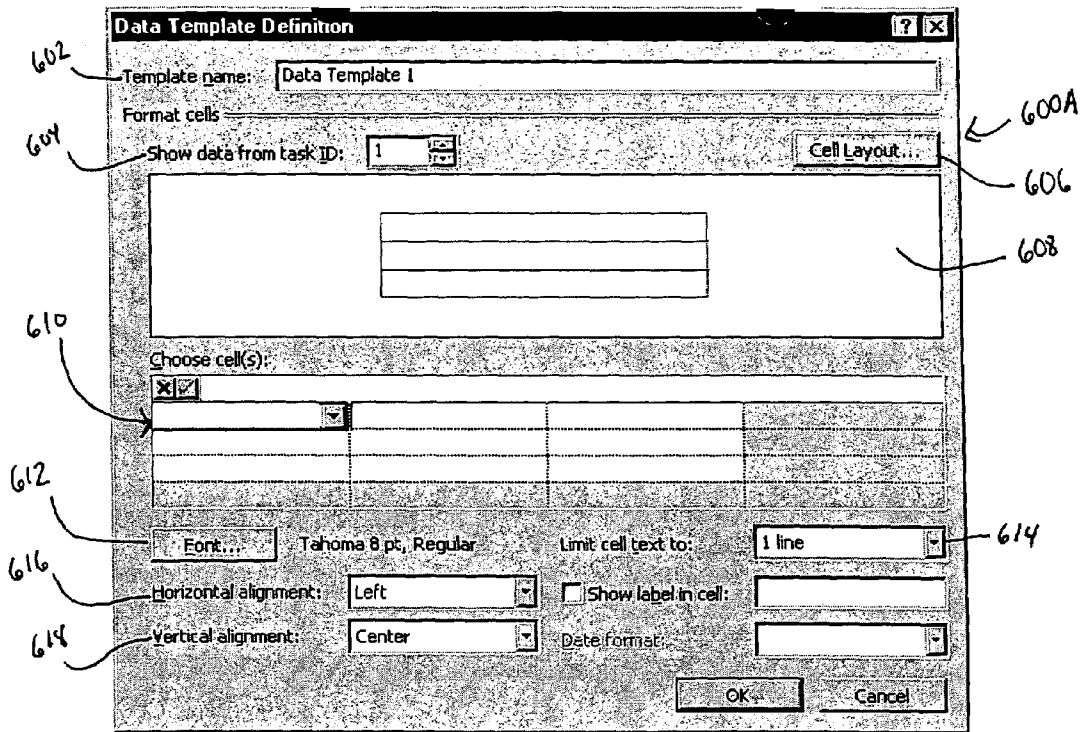 Data Template Definition
602
Template name: Data Template 1
Format cells
600A
604
Show data from task ID: 1
Cell Layout...
606
608
610
Choose cell(s):
612
Font... Tahoma 8 pt, Regular Limit cell text to: 1 line
614
616
Horizontal alignment: Left Show label in cell:
618
Vertical alignment: Center Date format:
OK Cancel